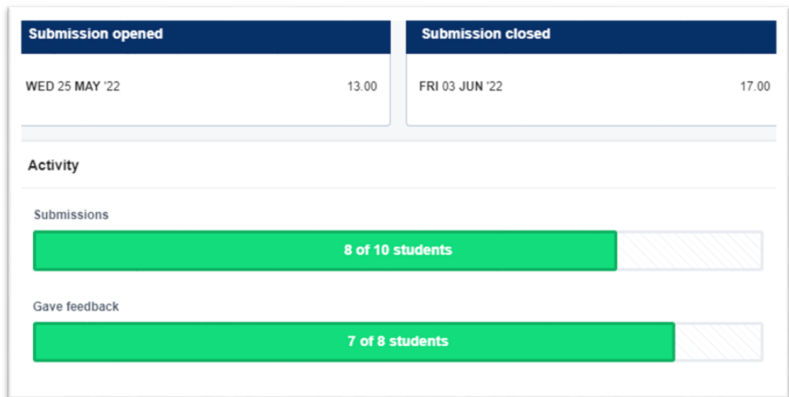 Submission opened
WED 25 MAY '22 13.00
Submission closed
FRI 03 JUN '22 17.00
Activity
Submissions
8 of 10 students
Gave feedback
7 of 8 students